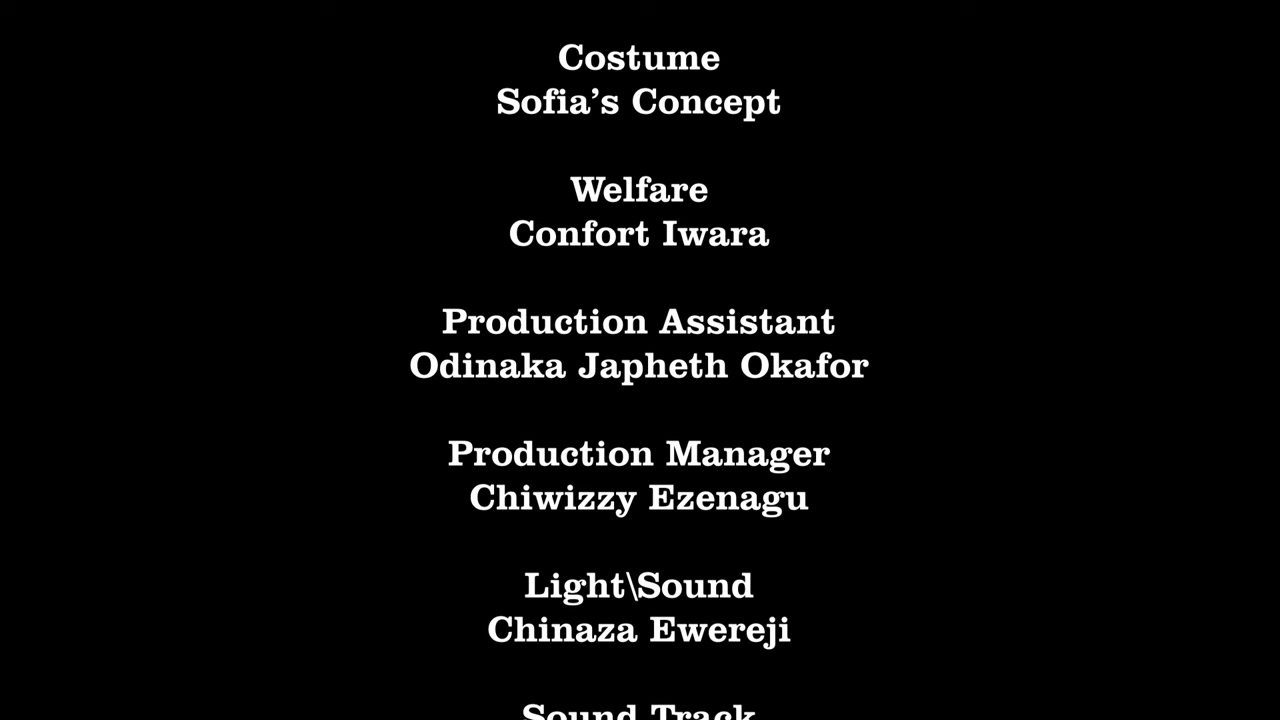 Costume
Sofia’s Concept
Welfare
Confort Iwara
Production Assistant
Odinaka Japheth Okafor
Production Manager
Chiwizzy Ezenagu
Light\Sound
Chinaza Ewereji
Sound Track